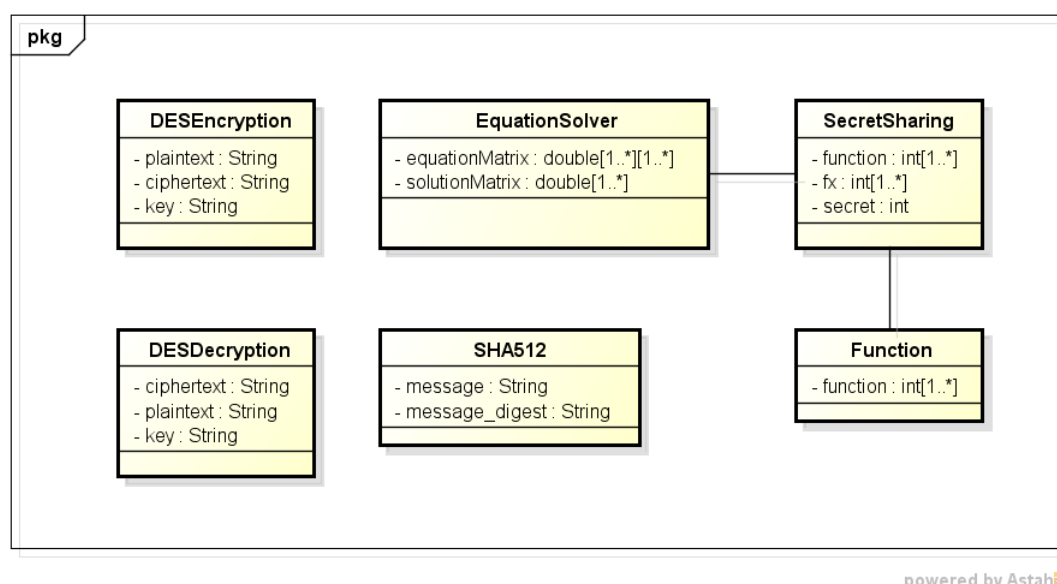 pkg
DESEncryption
- plaintext : String
- ciphertext : String
- key : String
EquationSolver
- equationMatrix : double[1..*][1..*]
- solutionMatrix : double[1..*]
SecretSharing
- function : int[1..*]
- fx : int[1..*]
- secret : int
DESDecryption
- ciphertext : String
- plaintext : String
- key : String
SHA512
- message : String
- message_digest : String
Function
- function : int[1..*]
powered by Astah